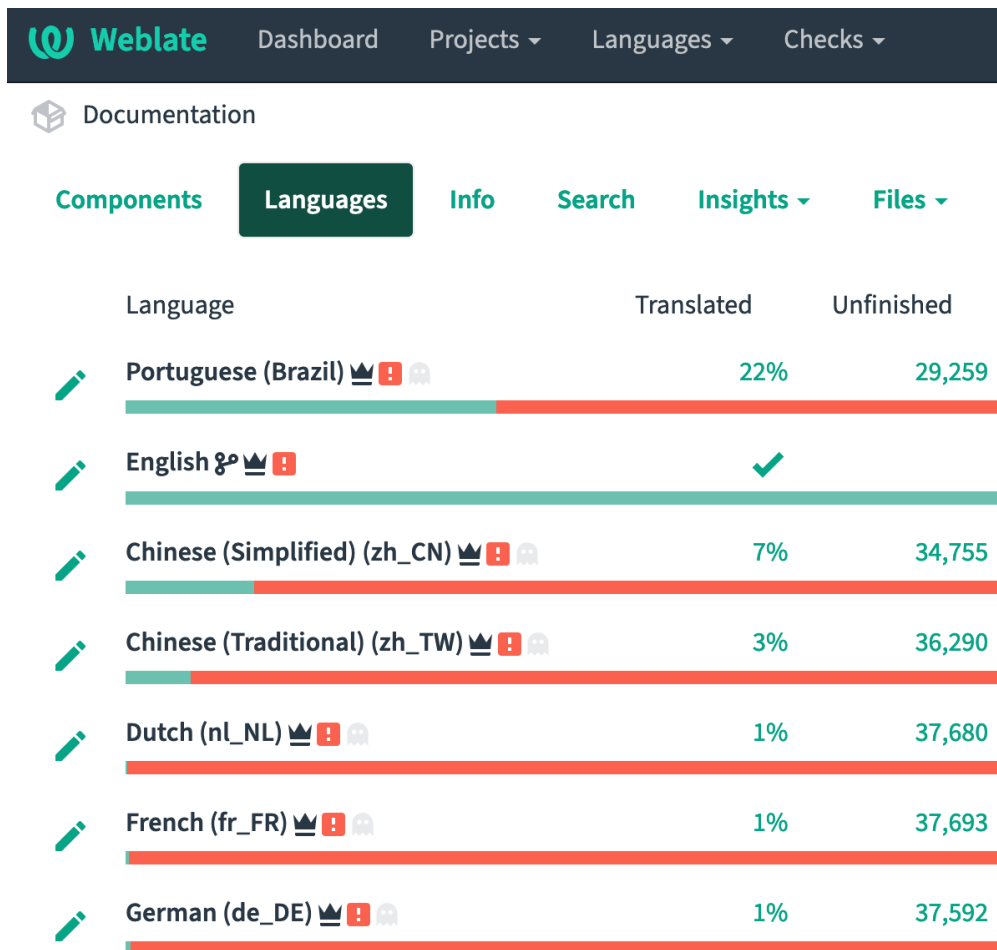 Weblate Dashboard Projects Languages Checks
Documentation
Components Languages Info Search Insights Files
Language Translated Unfinished
Portuguese (Brazil) 22% 29,259
English
Chinese (Simplified) (zh_CN) 7% 34,755
Chinese (Traditional) (zh_TW) 3% 36,290
Dutch (nl_NL) 1% 37,680
French (fr_FR) 1% 37,693
German (de_DE) 1% 37,592